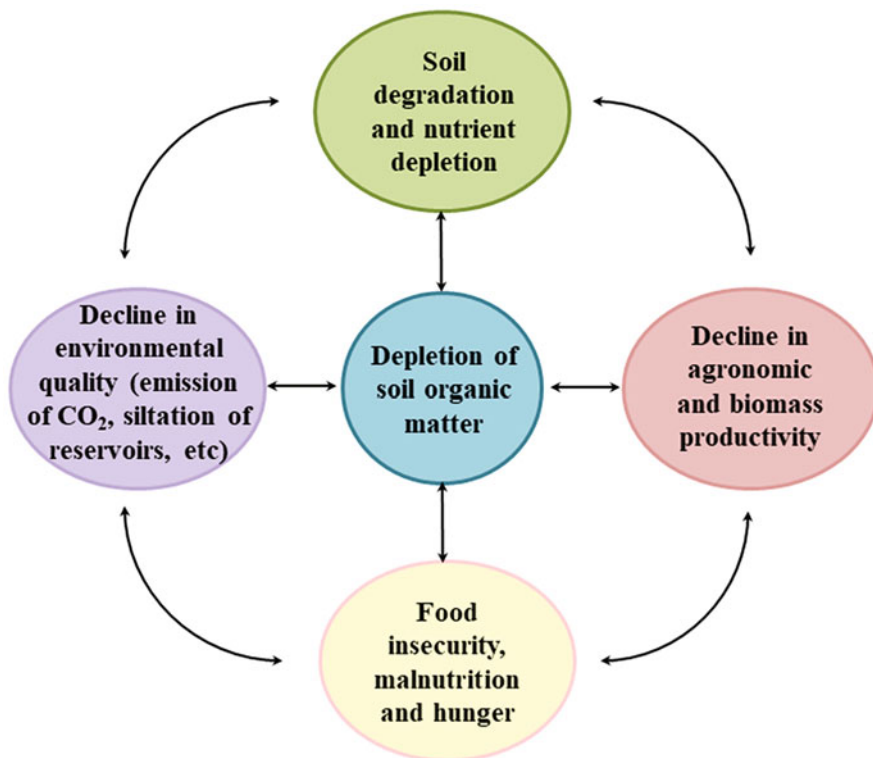 Soil
degradation
and nutrient
depletion
Decline in
environmental
quality (emission
of CO₂, siltation of
reservoirs, etc)
Depletion of
soil organic
matter
Decline in
agronomic
and biomass
productivity
Food
insecurity,
malnutrition
and hunger